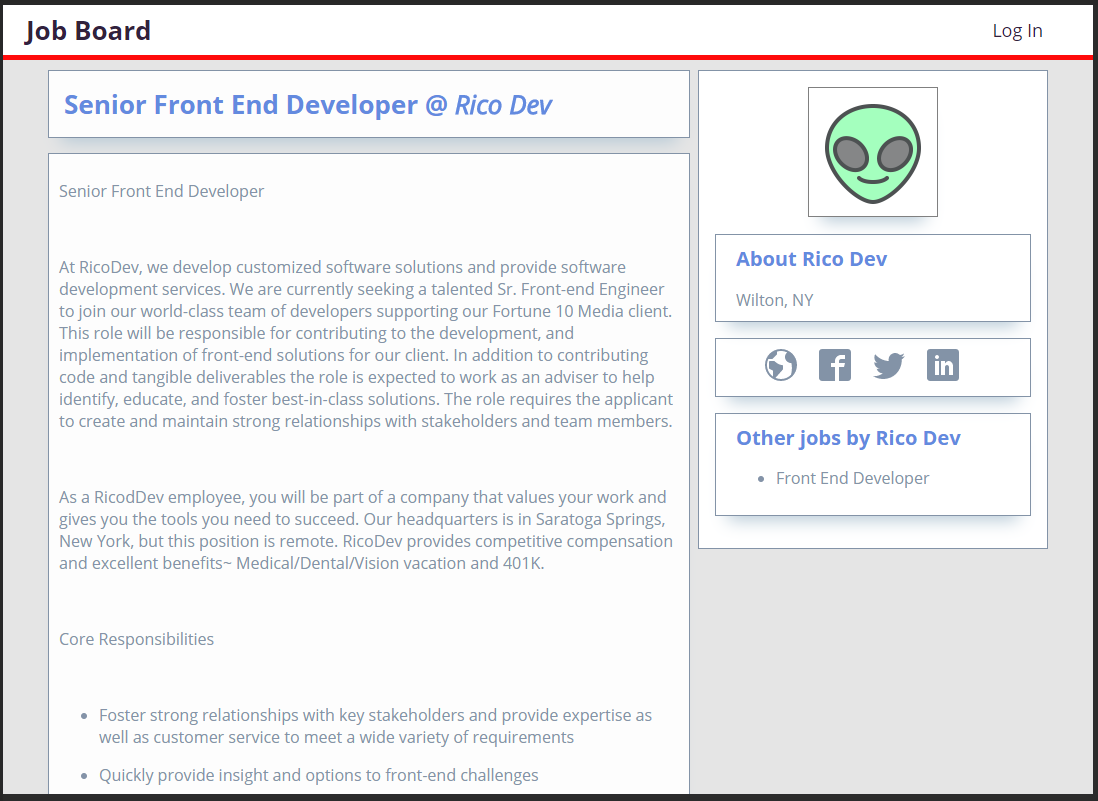 Job Board
Log In
Senior Front End Developer @ Rico Dev
Senior Front End Developer
At RicoDev, we develop customized software solutions and provide software
development services. We are currently seeking a talented Sr. Front-end Engineer
to join our world-class team of developers supporting our Fortune 10 Media client.
This role will be responsible for contributing to the development, and
implementation of front-end solutions for our client. In addition to contributing
code and tangible deliverables the role is expected to work as an adviser to help
identify, educate, and foster best-in-class solutions. The role requires the applicant
to create and maintain strong relationships with stakeholders and team members.
As a RicodDev employee, you will be part of a company that values your work and
gives you the tools you need to succeed. Our headquarters is in Saratoga Springs,
New York, but this position is remote. RicoDev provides competitive compensation
and excellent benefits~ Medical/Dental/Vision vacation and 401K.
Core Responsibilities
• Foster strong relationships with key stakeholders and provide expertise as
well as customer service to meet a wide variety of requirements
• Quickly provide insight and options to front-end challenges
About Rico Dev
Wilton, NY
Other jobs by Rico Dev
• Front End Developer